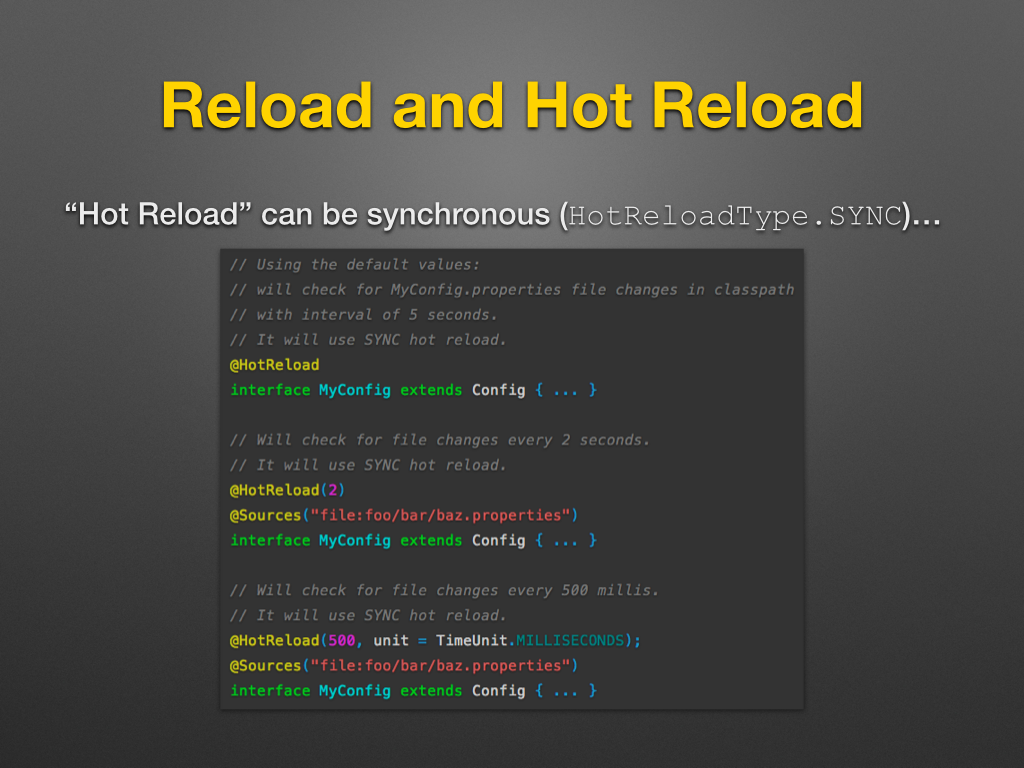 Reload and Hot Reload
“Hot Reload” can be synchronous (HotReloadType.SYNC)…
// Using the default values:
// will check for MyConfig.properties file changes in classpath
// with interval of 5 seconds.
// It will use SYNC hot reload.
@HotReload
interface MyConfig extends Config { ... }
// Will check for file changes every 2 seconds.
// It will use SYNC hot reload.
@HotReload(2)
@Sources("file:foo/bar/baz.properties")
interface MyConfig extends Config { ... }
// Will check for file changes every 500 millis.
// It will use SYNC hot reload.
@HotReload(500, unit = TimeUnit.MILLISECONDS);
@Sources("file:foo/bar/baz.properties")
interface MyConfig extends Config { ... }